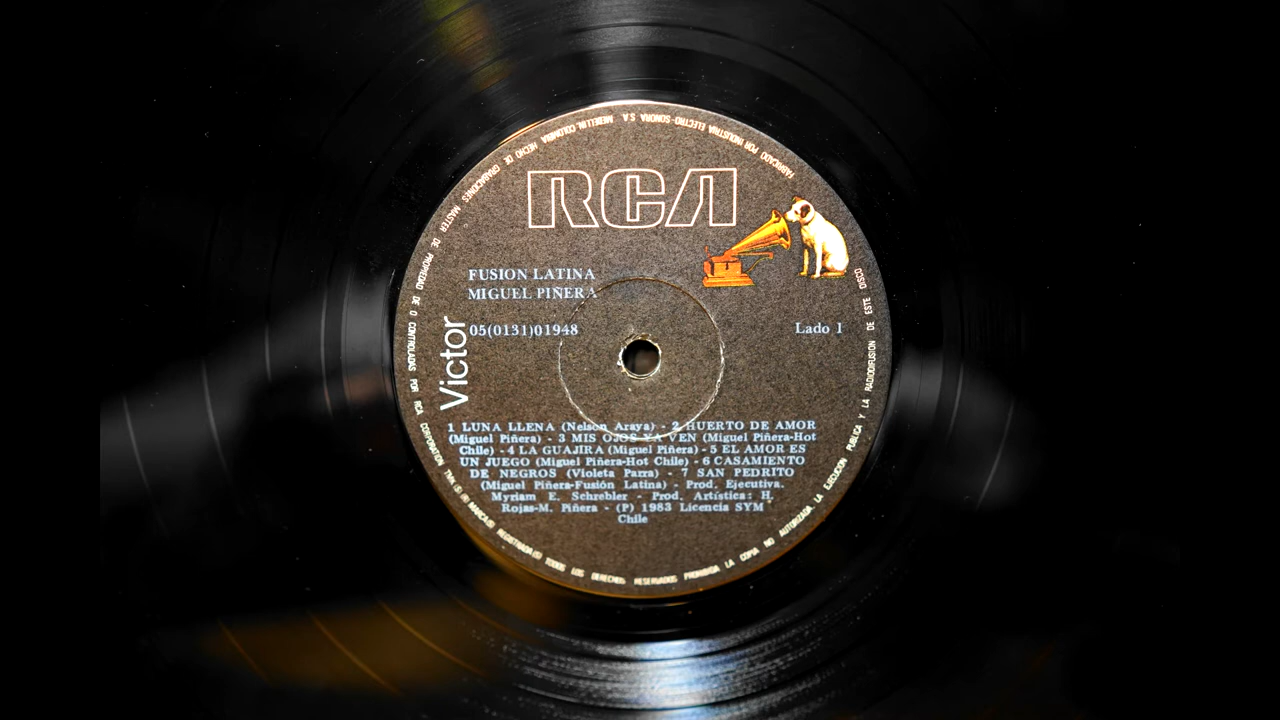 RCA
FUSION LATINA
MIGUEL PIÑERA
05(0131)01948
Lado 1
Victor
1 LUNA LLENA (Nelson Araya) - 2 HUERTO DE AMOR
(Miguel Piñera) - 3 MIS OJOS YA VEN (Miguel Piñera-Hot
Chile) - 4 LA GUAJIRA (Miguel Piñera) - 5 EL AMOR ES
UN JUEGO (Miguel Piñera-Hot Chile) - 6 CASAMIENTO
DE NEGROS (Violeta Parra) - 7 SAN PEDRITO
(Miguel Piñera-Fusión Latina) - Prod. Ejecutiva.
Myriam E. Schrebler - Prod. Artística: H.
Rojas-M. Piñera - (P) 1983 Licencia SYM
Chile
FABRICADO POR INDUSTRIA ELECTRO-SONORA S.A. MEDELLIN, COLOMBIA HECHO DE GRABACIONES MASTER DE PROPIEDAD DE O CONTROLADAS POR RCA CORPORATION MARCA(S) REGISTRADA(S) TODOS LOS DERECHOS RESERVADOS PROHIBIDA LA COPIA NO AUTORIZADA, LA EJECUCION PUBLICA Y LA RADIODIFUSION DE ESTE DISCO